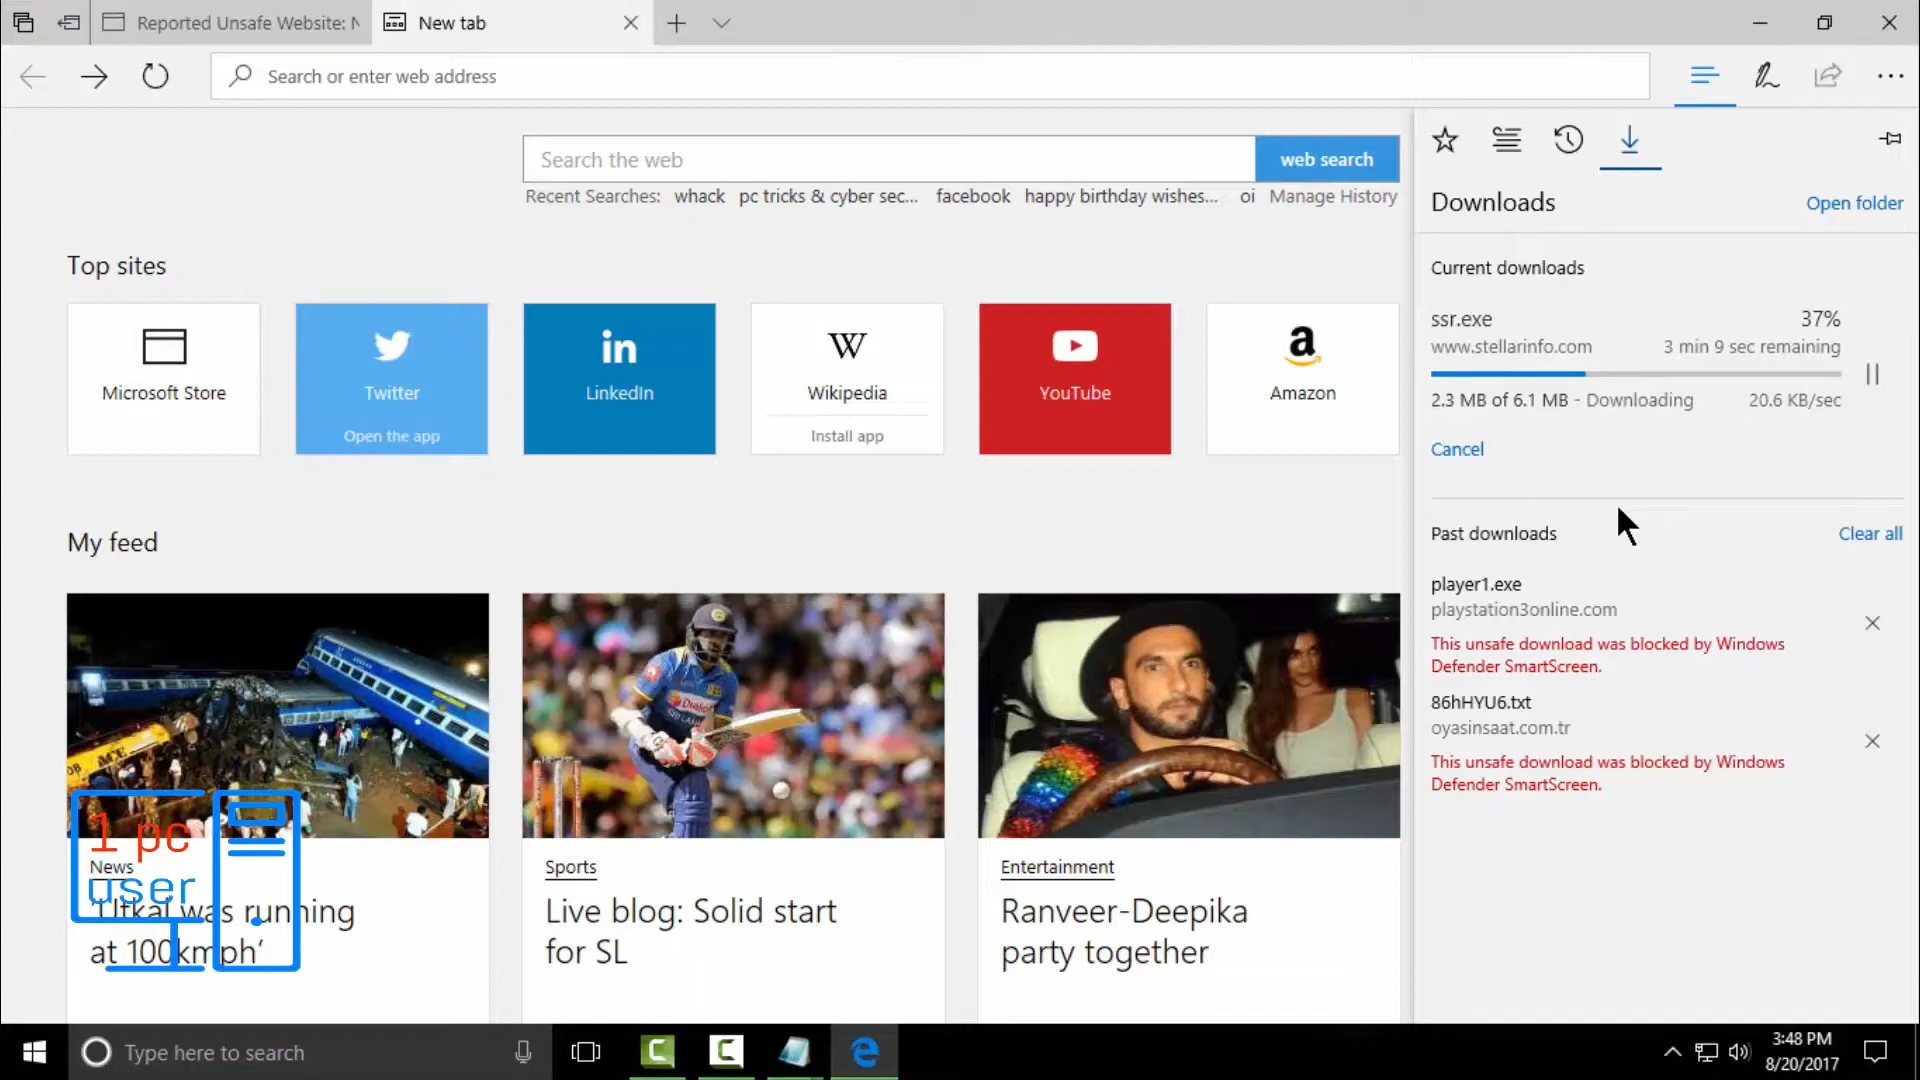 Reported Unsafe Website: N
New tab
Search or enter web address
Search the web
web search
Recent Searches: whack pc tricks & cyber sec... facebook happy birthday wishes... oi Manage History
Top sites
Microsoft Store
Twitter
Open the app
LinkedIn
Wikipedia
Install app
YouTube
Amazon
My feed
News
'Utkal was running
at 100kmph'
Sports
Live blog: Solid start
for SL
Entertainment
Ranveer-Deepika
party together
1 pc
user
Downloads
Open folder
Current downloads
ssr.exe 37%
www.stellarinfo.com 3 min 9 sec remaining
2.3 MB of 6.1 MB - Downloading 20.6 KB/sec
Cancel
Past downloads Clear all
player1.exe
playstation3online.com
This unsafe download was blocked by Windows
Defender SmartScreen.
86hHYU6.txt
oyasinsaat.com.tr
This unsafe download was blocked by Windows
Defender SmartScreen.
Type here to search
3:48 PM
8/20/2017